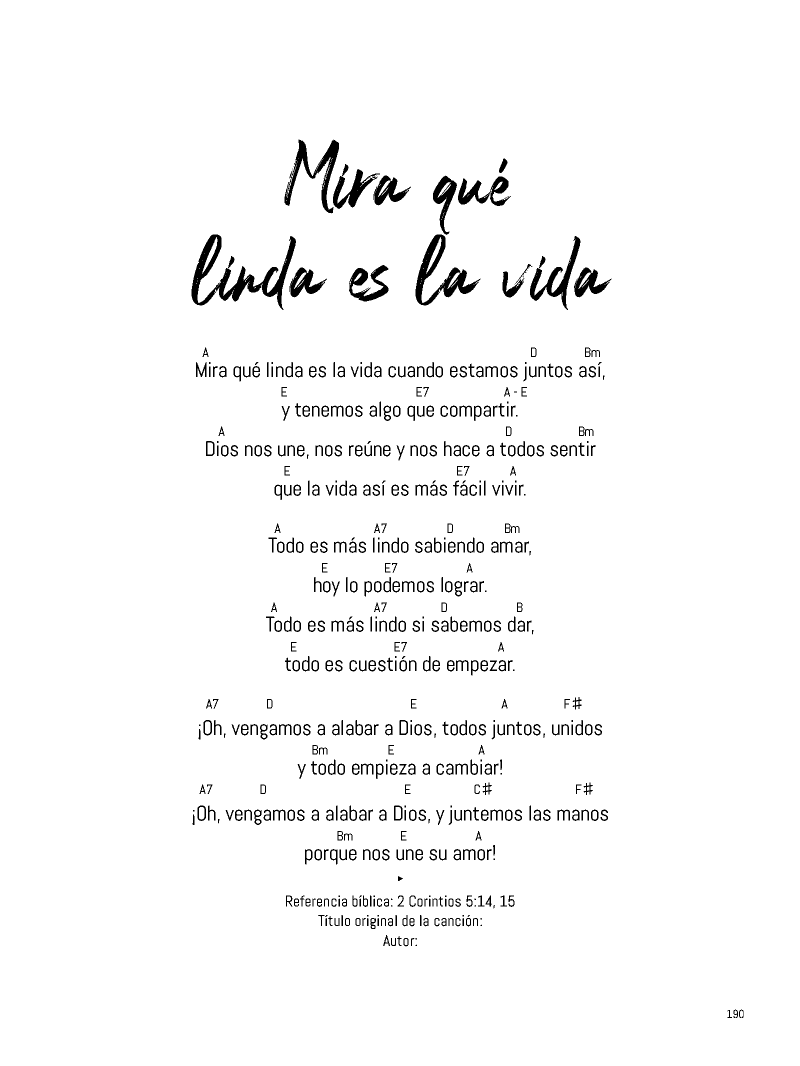 Mira qué
linda es la vida
A D Bm
Mira qué linda es la vida cuando estamos juntos así,
E E7 A - E
y tenemos algo que compartir.
A D Bm
Dios nos une, nos reúne y nos hace a todos sentir
E E7 A
que la vida así es más fácil vivir.
A A7 D Bm
Todo es más lindo sabiendo amar,
E E7 A
hoy lo podemos lograr.
A A7 D B
Todo es más lindo si sabemos dar,
E E7 A
todo es cuestión de empezar.
A7 D E A F♯
¡Oh, vengamos a alabar a Dios, todos juntos, unidos
Bm E A
y todo empieza a cambiar!
A7 D E C♯ F♯
¡Oh, vengamos a alabar a Dios, y juntemos las manos
Bm E A
porque nos une su amor!
▸
Referencia bíblica: 2 Corintios 5:14, 15
Título original de la canción:
Autor:
190